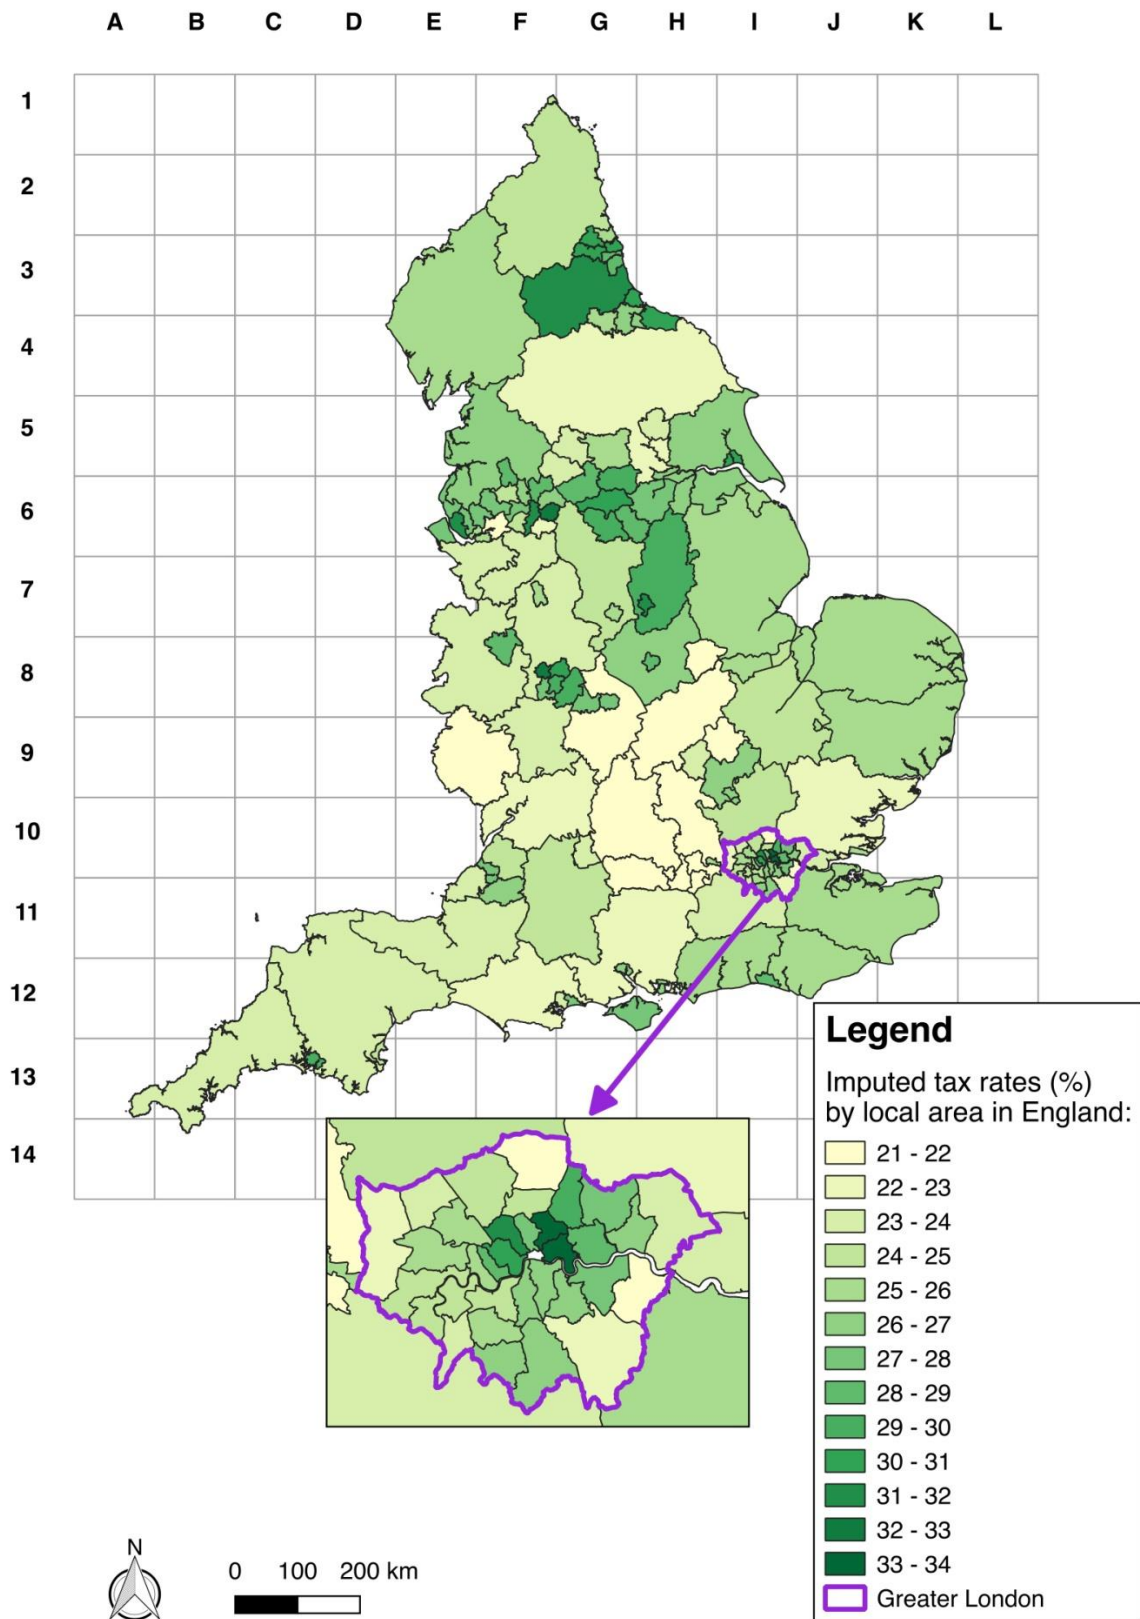 A B C D E F G H I J K L
1
2
3
4
5
6
7
8
9
10
11
12
13
14
Legend
Imputed tax rates (%)
by local area in England:
21 - 22
22 - 23
23 - 24
24 - 25
25 - 26
26 - 27
27 - 28
28 - 29
29 - 30
30 - 31
31 - 32
32 - 33
33 - 34
Greater London
N
0 100 200 km